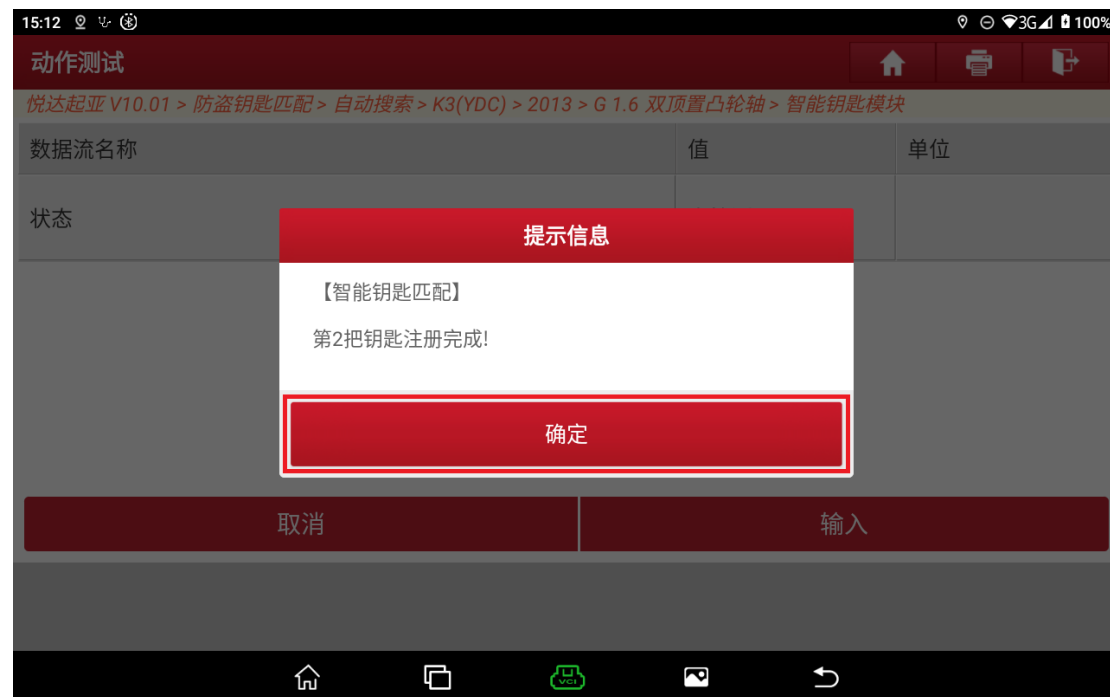 15:12
3G 100%
动作测试
悦达起亚 V10.01 > 防盗钥匙匹配 > 自动搜索 > K3(YDC) > 2013 > G 1.6 双顶置凸轮轴 > 智能钥匙模块
数据流名称 值 单位
状态
提示信息
【智能钥匙匹配】
第2把钥匙注册完成!
确定
取消 输入
VCI